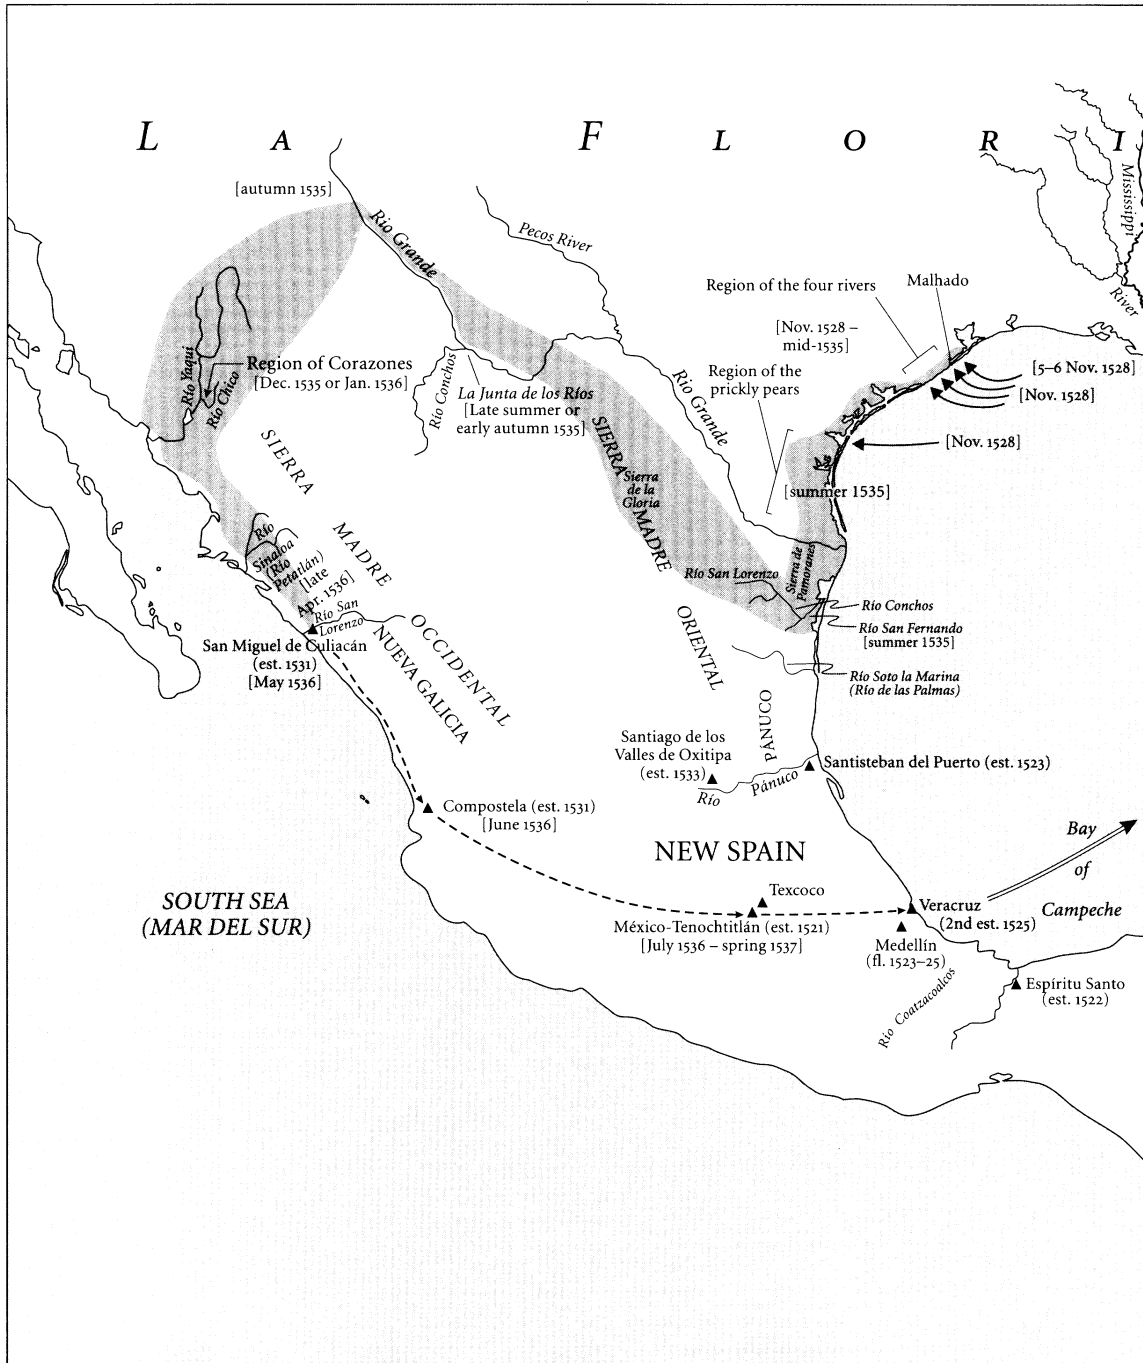 L A F L O R I
[autumn 1535]
Rio Grande
Pecos River
Mississippi
River
Region of the four rivers
Malhado
[Nov. 1528 –
mid-1535]
[5–6 Nov. 1528]
[Nov. 1528]
Region of the
prickly pears
[Nov. 1528]
[summer 1535]
Río Yaqui
Río Chico
Region of Corazones
[Dec. 1535 or Jan. 1536]
Río Conchos
La Junta de los Ríos
[Late summer or
early autumn 1535]
Rio Grande
SIERRA
MADRE
OCCIDENTAL
SIERRA
Sierra
de la
Gloria
MADRE
ORIENTAL
Río
Sinaloa
(Río
Petatlán)
[late
Apr. 1536]
Río San
Lorenzo
San Miguel de Culiacán
(est. 1531)
[May 1536]
NUEVA GALICIA
Río San Lorenzo
Sierra de
Pamoranes
Río Conchos
Río San Fernando
[summer 1535]
Río Soto la Marina
(Río de las Palmas)
PÁNUCO
Santiago de los
Valles de Oxitipa
(est. 1533)
Río
Pánuco
Santisteban del Puerto (est. 1523)
Compostela (est. 1531)
[June 1536]
NEW SPAIN
Bay
of
Campeche
SOUTH SEA
(MAR DEL SUR)
Texcoco
México-Tenochtitlán (est. 1521)
[July 1536 – spring 1537]
Veracruz
(2nd est. 1525)
Medellín
(fl. 1523–25)
Río Coatzacoalcos
Espíritu Santo
(est. 1522)